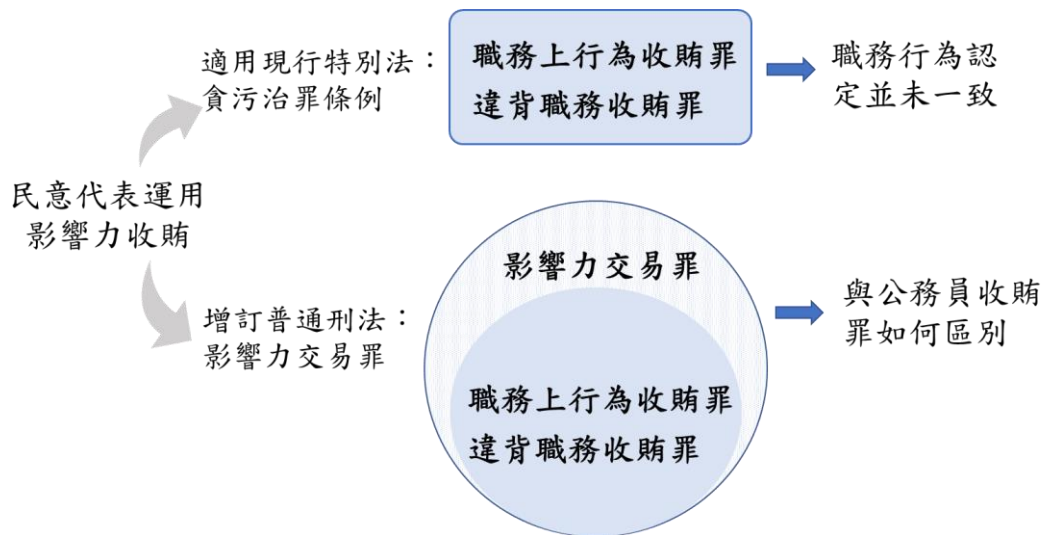 民意代表運用
影響力收賄
適用現行特別法：
貪污治罪條例
職務上行為收賄罪
違背職務收賄罪
職務行為認
定並未一致
增訂普通刑法：
影響力交易罪
影響力交易罪
職務上行為收賄罪
違背職務收賄罪
與公務員收賄
罪如何區別